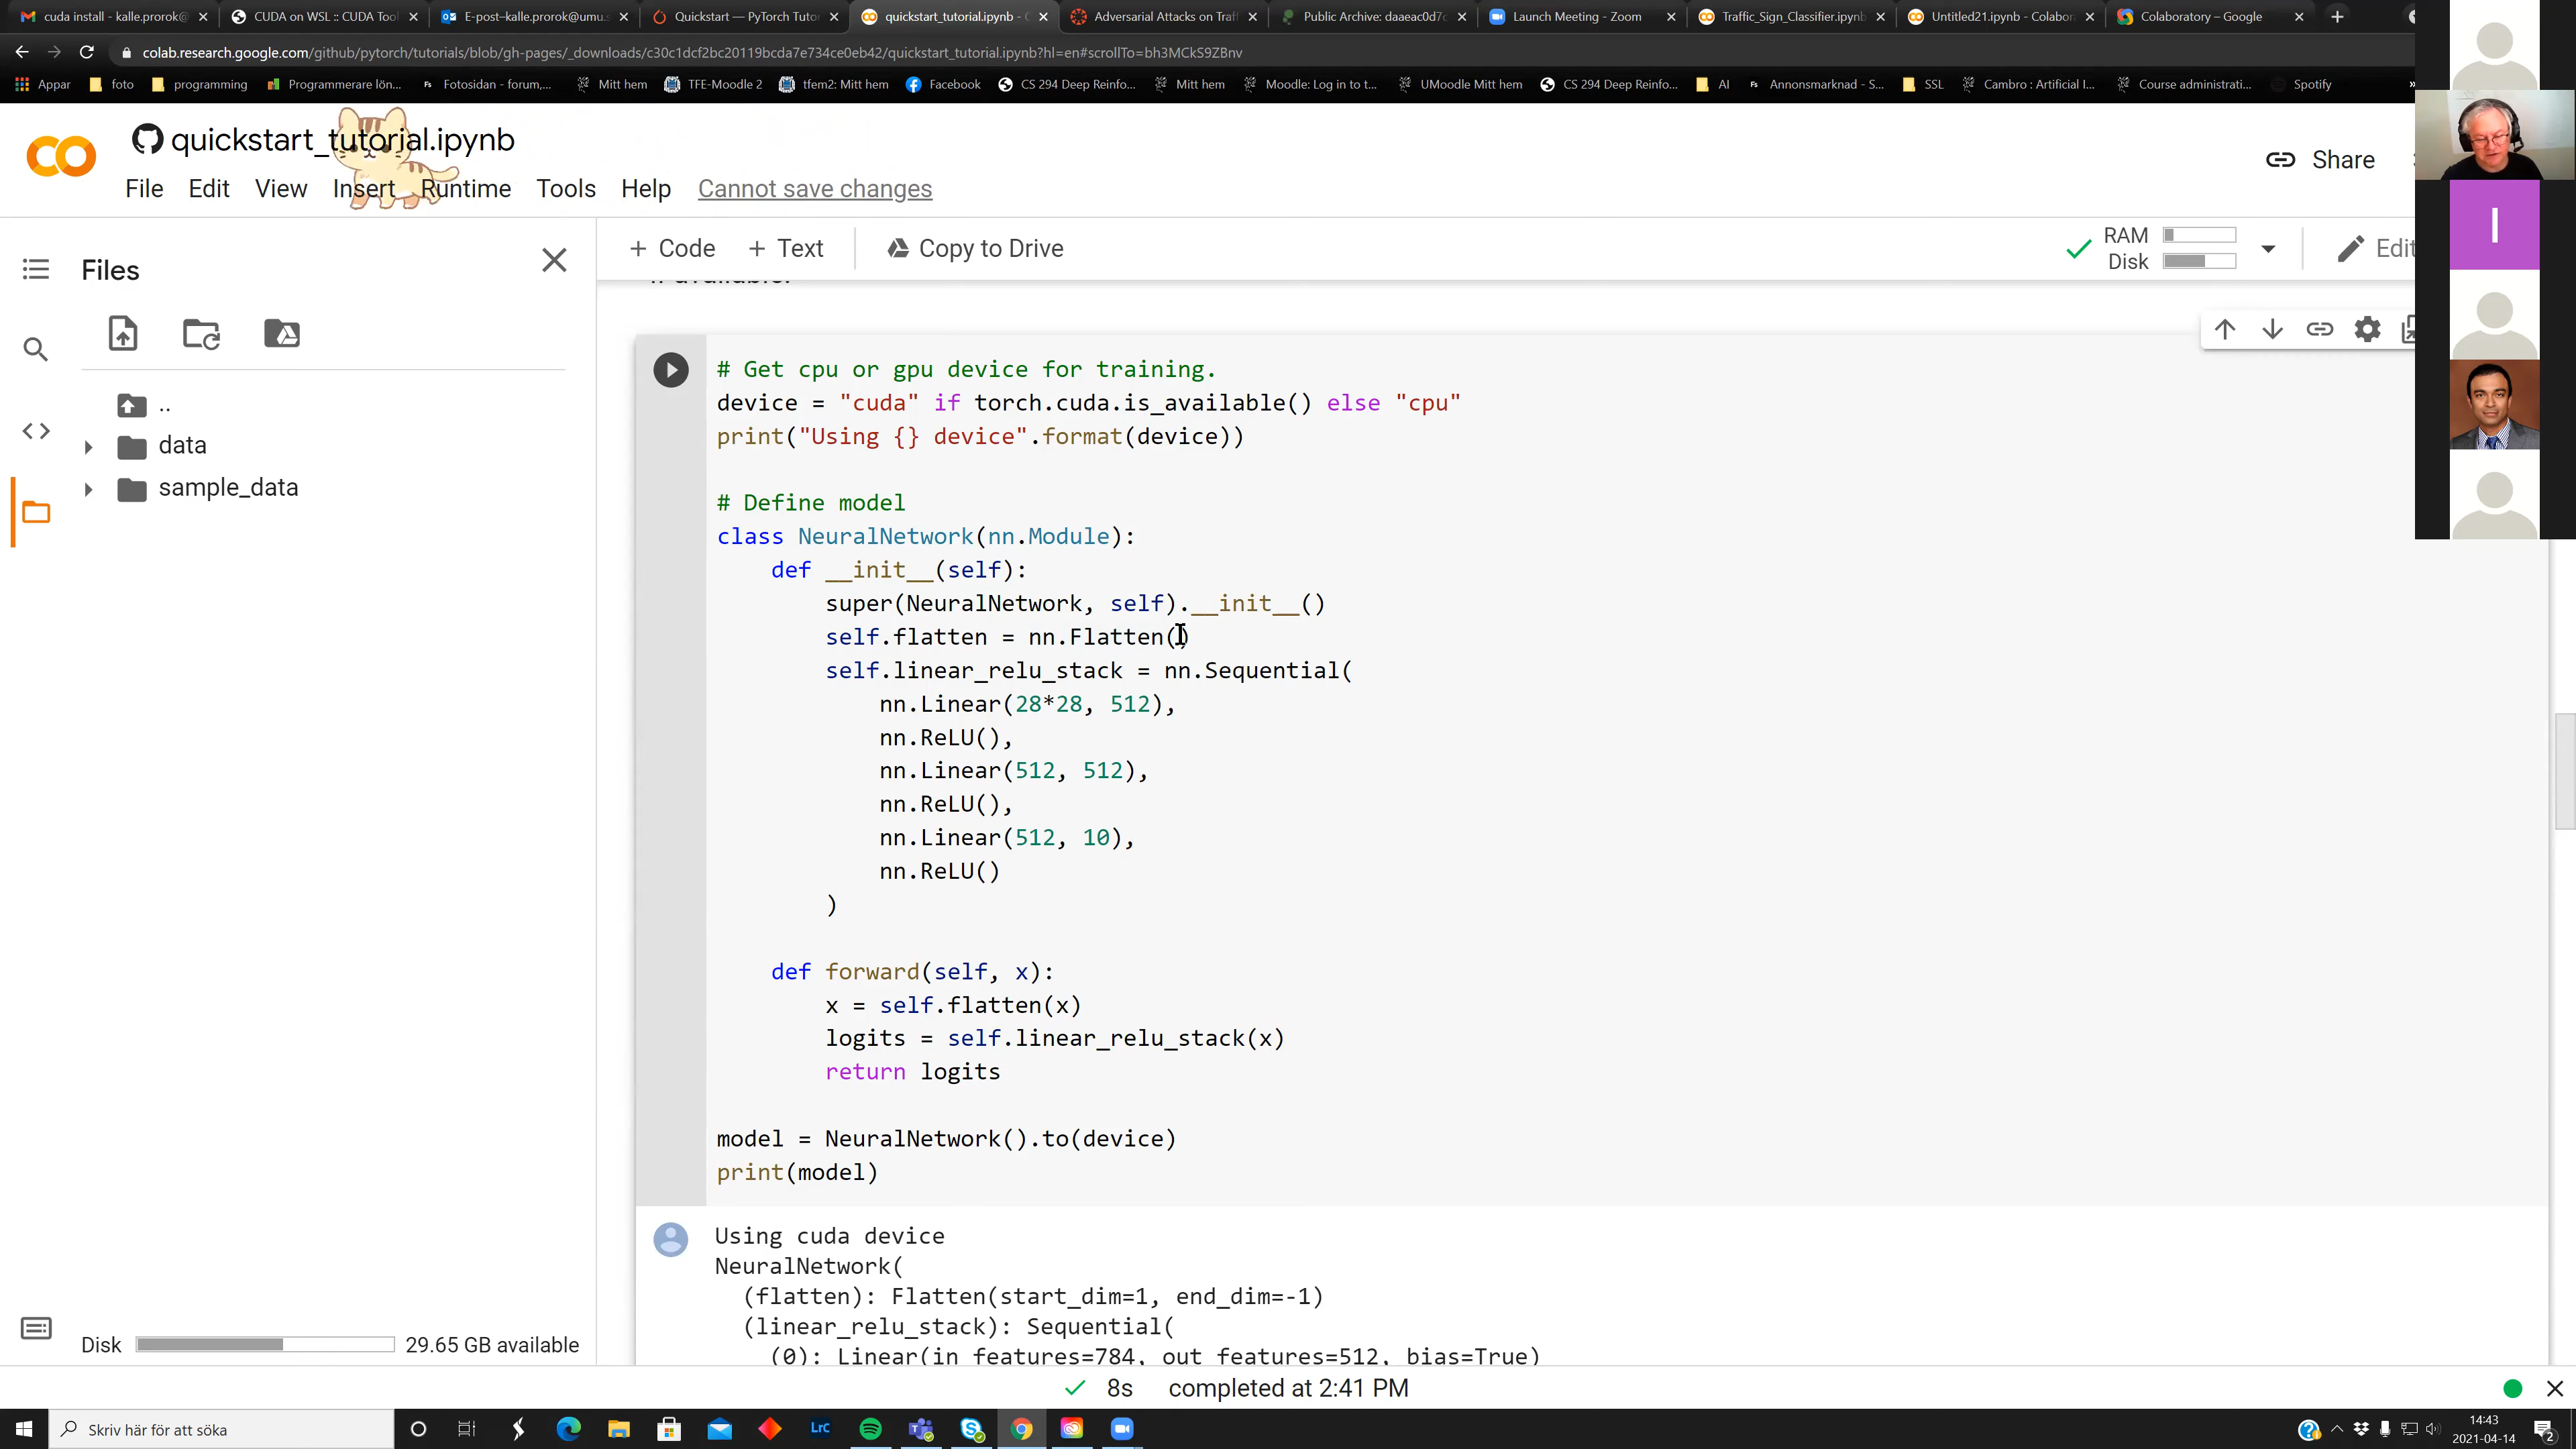 cuda install - kalle.prorok@
CUDA on WSL :: CUDA Tool
E-post–kalle.prorok@umu.s
Quickstart — PyTorch Tutor
quickstart_tutorial.ipynb - C
Adversarial Attacks on Traff
Public Archive: daaeac0d7c
Launch Meeting - Zoom
Traffic_Sign_Classifier.ipynb
Untitled21.ipynb - Colabor
Colaboratory – Google
colab.research.google.com/github/pytorch/tutorials/blob/gh-pages/_downloads/c30c1dcf2bc20119bcda7e734ce0eb42/quickstart_tutorial.ipynb?hl=en#scrollTo=bh3MCkS9ZBnv
Appar
foto
programming
Programmerare lön...
Fs Fotosidan - forum,...
Mitt hem
TFE-Moodle 2
tfem2: Mitt hem
Facebook
CS 294 Deep Reinfo...
Mitt hem
Moodle: Log in to t...
UMoodle Mitt hem
CS 294 Deep Reinfo...
AI
Fs Annonsmarknad - S...
SSL
Cambro : Artificial I...
Course administrati...
Spotify
»
quickstart_tutorial.ipynb
File Edit View Insert Runtime Tools Help Cannot save changes
Share
I
+ Code + Text Copy to Drive
RAM
Disk
Edit
Files
..
data
sample_data
if available.
# Get cpu or gpu device for training.
device = "cuda" if torch.cuda.is_available() else "cpu"
print("Using {} device".format(device))
# Define model
class NeuralNetwork(nn.Module):
def __init__(self):
super(NeuralNetwork, self).__init__()
self.flatten = nn.Flatten()
self.linear_relu_stack = nn.Sequential(
nn.Linear(28*28, 512),
nn.ReLU(),
nn.Linear(512, 512),
nn.ReLU(),
nn.Linear(512, 10),
nn.ReLU()
)
def forward(self, x):
x = self.flatten(x)
logits = self.linear_relu_stack(x)
return logits
model = NeuralNetwork().to(device)
print(model)
Using cuda device
NeuralNetwork(
(flatten): Flatten(start_dim=1, end_dim=-1)
(linear_relu_stack): Sequential(
(0): Linear(in_features=784, out_features=512, bias=True)
Disk 29.65 GB available
8s completed at 2:41 PM
Skriv här för att söka
LrC
14:43
2021-04-14
2